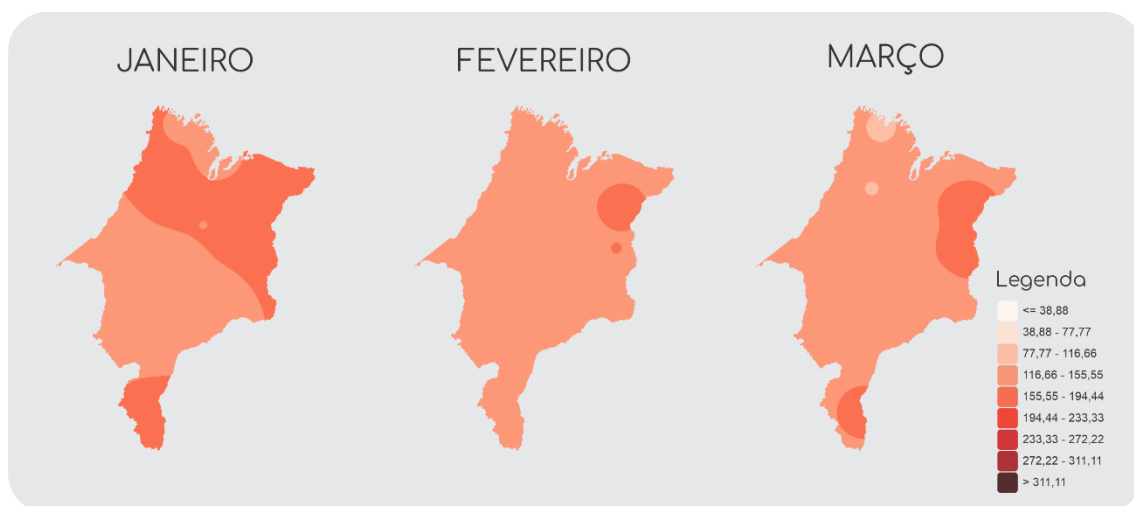 JANEIRO
FEVEREIRO
MARÇO
Legenda
<= 38,88
38,88 - 77,77
77,77 - 116,66
116,66 - 155,55
155,55 - 194,44
194,44 - 233,33
233,33 - 272,22
272,22 - 311,11
> 311,11